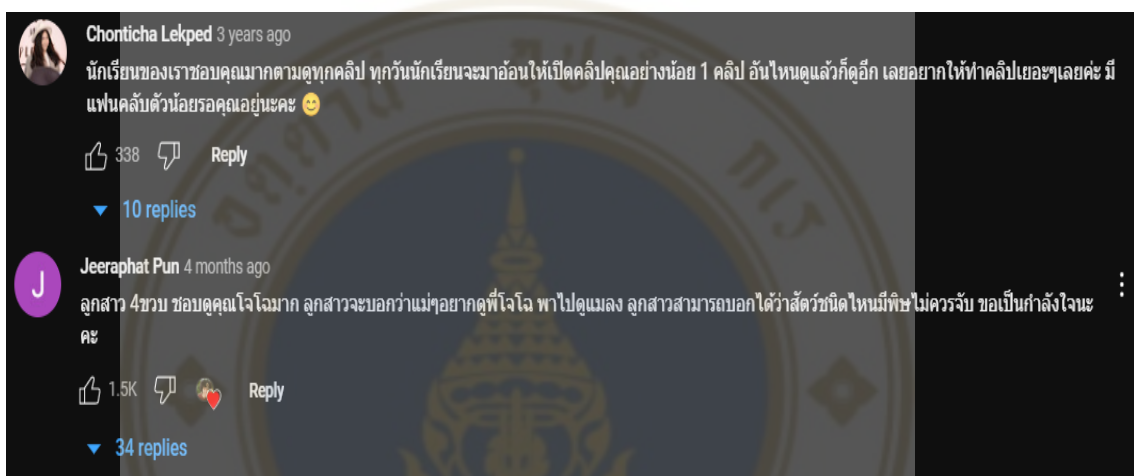 Chonticha Lekped 3 years ago
นักเรียนของเราชอบคุณมากตามดูทุกคลิป ทุกวันนักเรียนจะมาอ้อนให้เปิดคลิปคุณอย่างน้อย 1 คลิป อันไหนดูแล้วก็ดูอีก เลยอยากให้ทำคลิปเยอะๆเลยค่ะ มี
แฟนคลับตัวน้อยรอคุณอยู่นะคะ 😊
338 Reply
10 replies
J
Jeeraphat Pun 4 months ago
ลูกสาว 4ขวบ ชอบดูคุณโจโฉมาก ลูกสาวจะบอกว่าแม่ๆอยากดูพี่โจโฉ พาไปดูแมลง ลูกสาวสามารถบอกได้ว่าสัตว์ชนิดไหนมีพิษไม่ควรจับ ขอเป็นกำลังใจนะ
คะ
1.5K Reply
34 replies